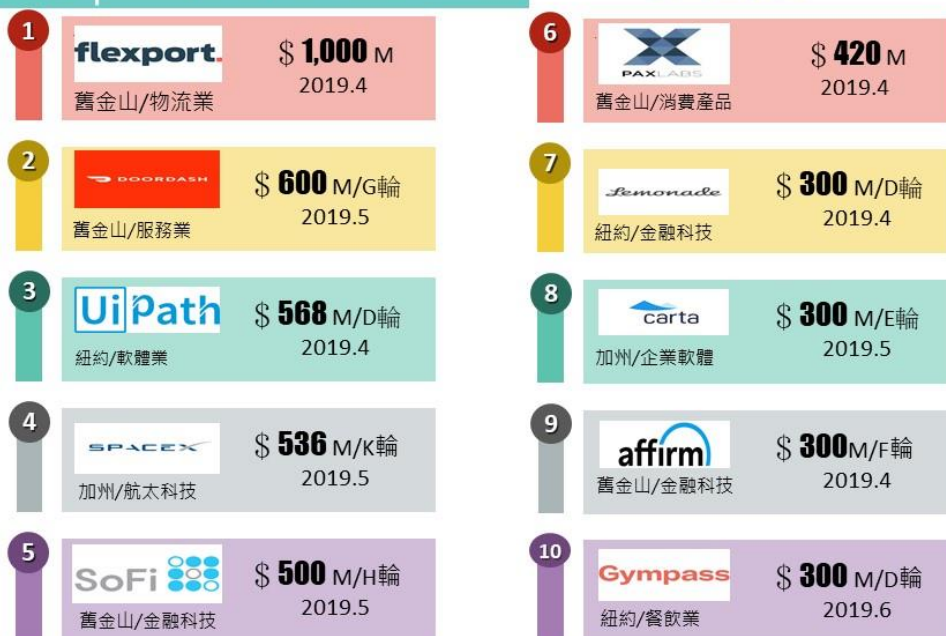 1
flexport.
$ 1,000 M
2019.4
舊金山/物流業
2
DOORDASH
$ 600 M/G輪
2019.5
舊金山/服務業
3
UiPath
$ 568 M/D輪
2019.4
紐約/軟體業
4
SPACEX
$ 536 M/K輪
2019.5
加州/航太科技
5
SoFi
$ 500 M/H輪
2019.5
舊金山/金融科技
6
PAXLABS
$ 420 M
2019.4
舊金山/消費產品
7
Lemonade
$ 300 M/D輪
2019.4
紐約/金融科技
8
carta
$ 300 M/E輪
2019.5
加州/企業軟體
9
affirm
$ 300M/F輪
2019.4
舊金山/金融科技
10
Gympass
$ 300 M/D輪
2019.6
紐約/餐飲業